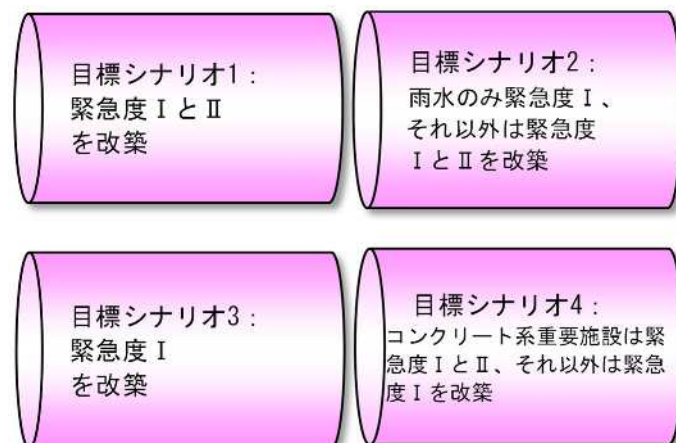 目標シナリオ1：
緊急度ⅠとⅡ
を改築
目標シナリオ2：
雨水のみ緊急度Ⅰ、
それ以外は緊急度
ⅠとⅡを改築
目標シナリオ3：
緊急度Ⅰ
を改築
目標シナリオ4：
コンクリート系重要施設は緊
急度ⅠとⅡ、それ以外は緊急
度Ⅰを改築